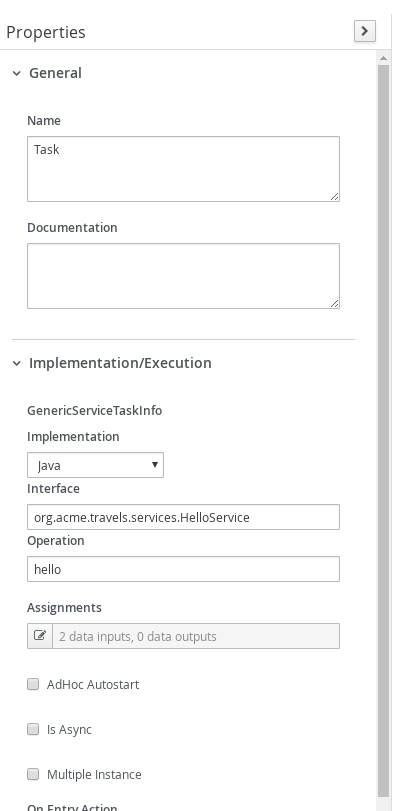 Properties
General
Name
Task
Documentation
Implementation/Execution
GenericServiceTaskInfo
Implementation
Java
Interface
org.acme.travels.services.HelloService
Operation
hello
Assignments
2 data inputs, 0 data outputs
AdHoc Autostart
Is Async
Multiple Instance
On Entry Action